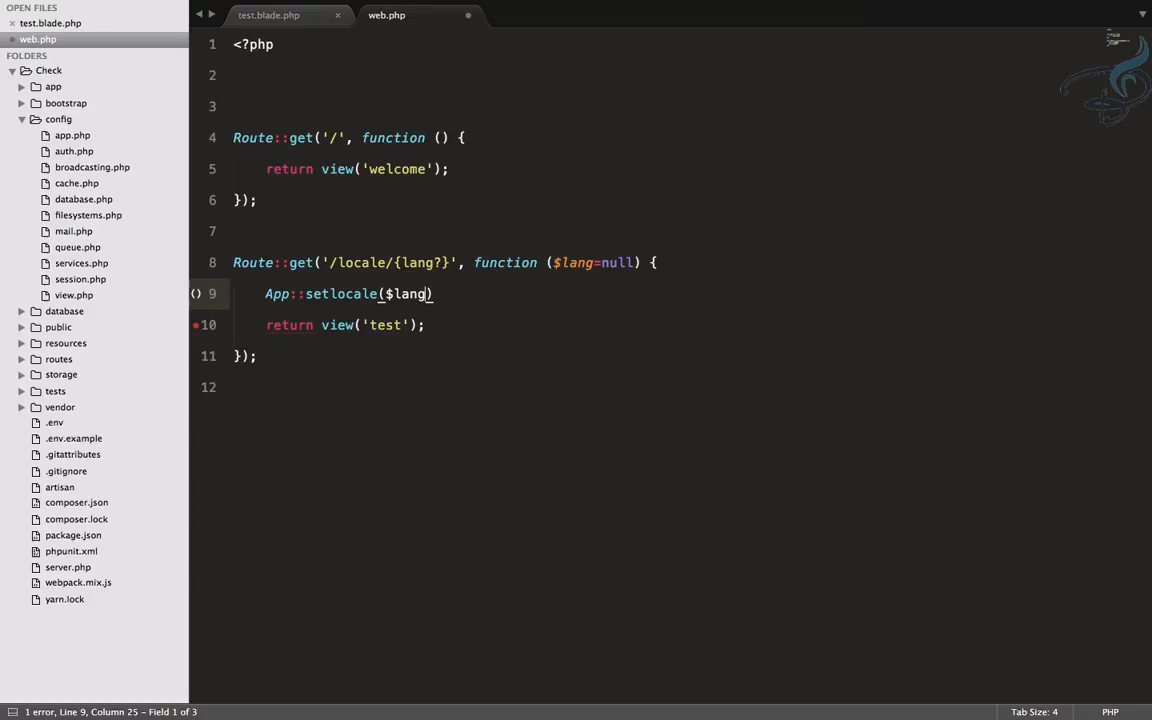 OPEN FILES
test.blade.php
web.php
FOLDERS
Check
app
bootstrap
config
app.php
auth.php
broadcasting.php
cache.php
database.php
filesystems.php
mail.php
queue.php
services.php
session.php
view.php
database
public
resources
routes
storage
tests
vendor
.env
.env.example
.gitattributes
.gitignore
artisan
composer.json
composer.lock
package.json
phpunit.xml
server.php
webpack.mix.js
yarn.lock
test.blade.php web.php
1 <?php
2
3
4 Route::get('/', function () {
5 return view('welcome');
6 });
7
8 Route::get('/locale/{lang?}', function ($lang=null) {
() 9 App::setlocale($lang)
10 return view('test');
11 });
12
1 error, Line 9, Column 25 – Field 1 of 3 Tab Size: 4 PHP